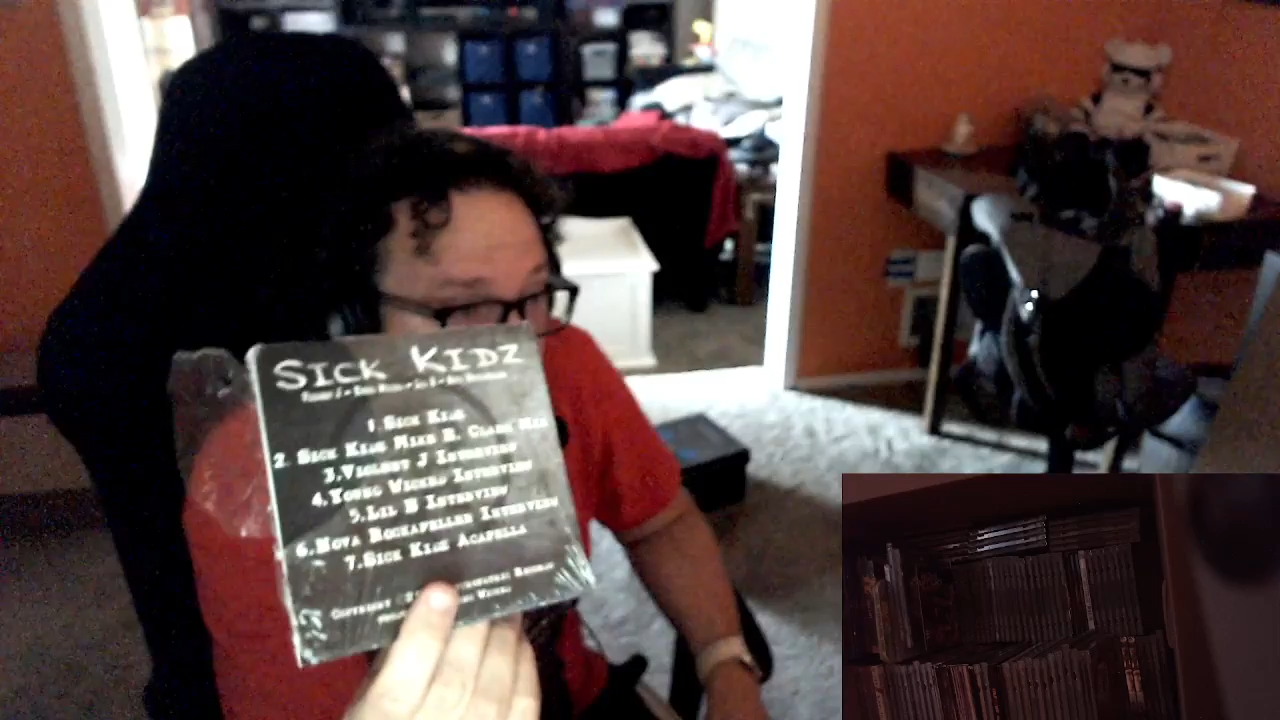 SICK KIDZ
1. SICK KIDZ
2. SICK KIDZ MIKE E. CLARK MIX
3. VIOLENT J INTERVIEW
4. YOUNG WICKED INTERVIEW
5. LIL B INTERVIEW
6. NOVA ROCKAFELLER INTERVIEW
7. SICK KIDZ ACAPELLA
COPYRIGHT